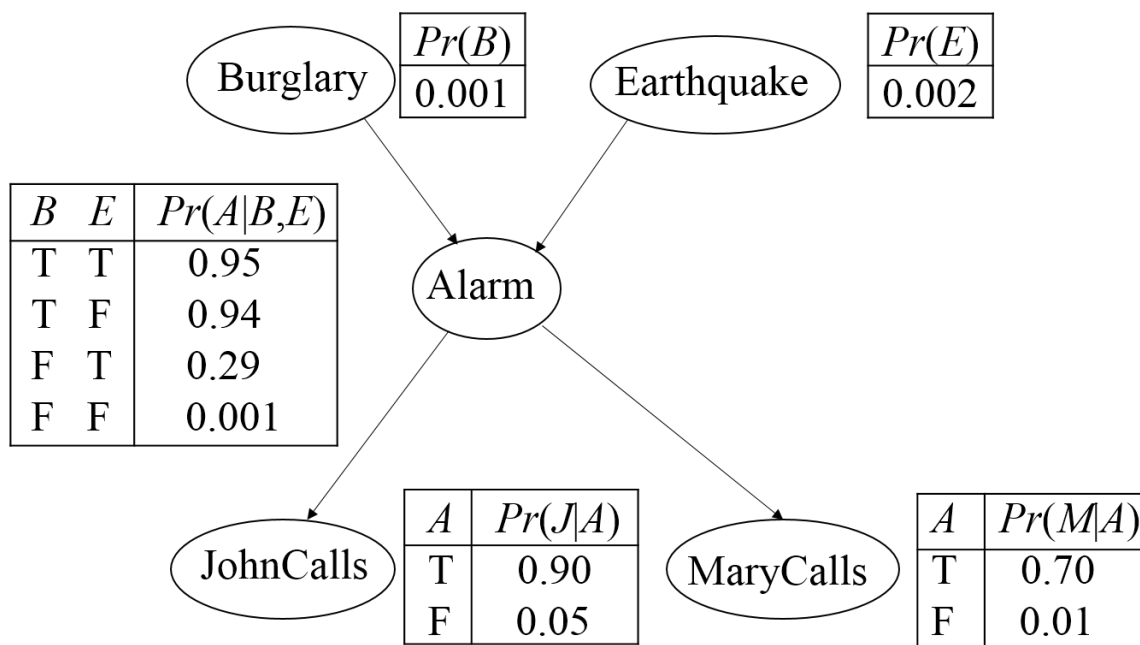 Burglary
Pr(B)
0.001
Earthquake
Pr(E)
0.002
B E Pr(A|B,E)
T T 0.95
T F 0.94
F T 0.29
F F 0.001
Alarm
JohnCalls
A Pr(J|A)
T 0.90
F 0.05
MaryCalls
A Pr(M|A)
T 0.70
F 0.01